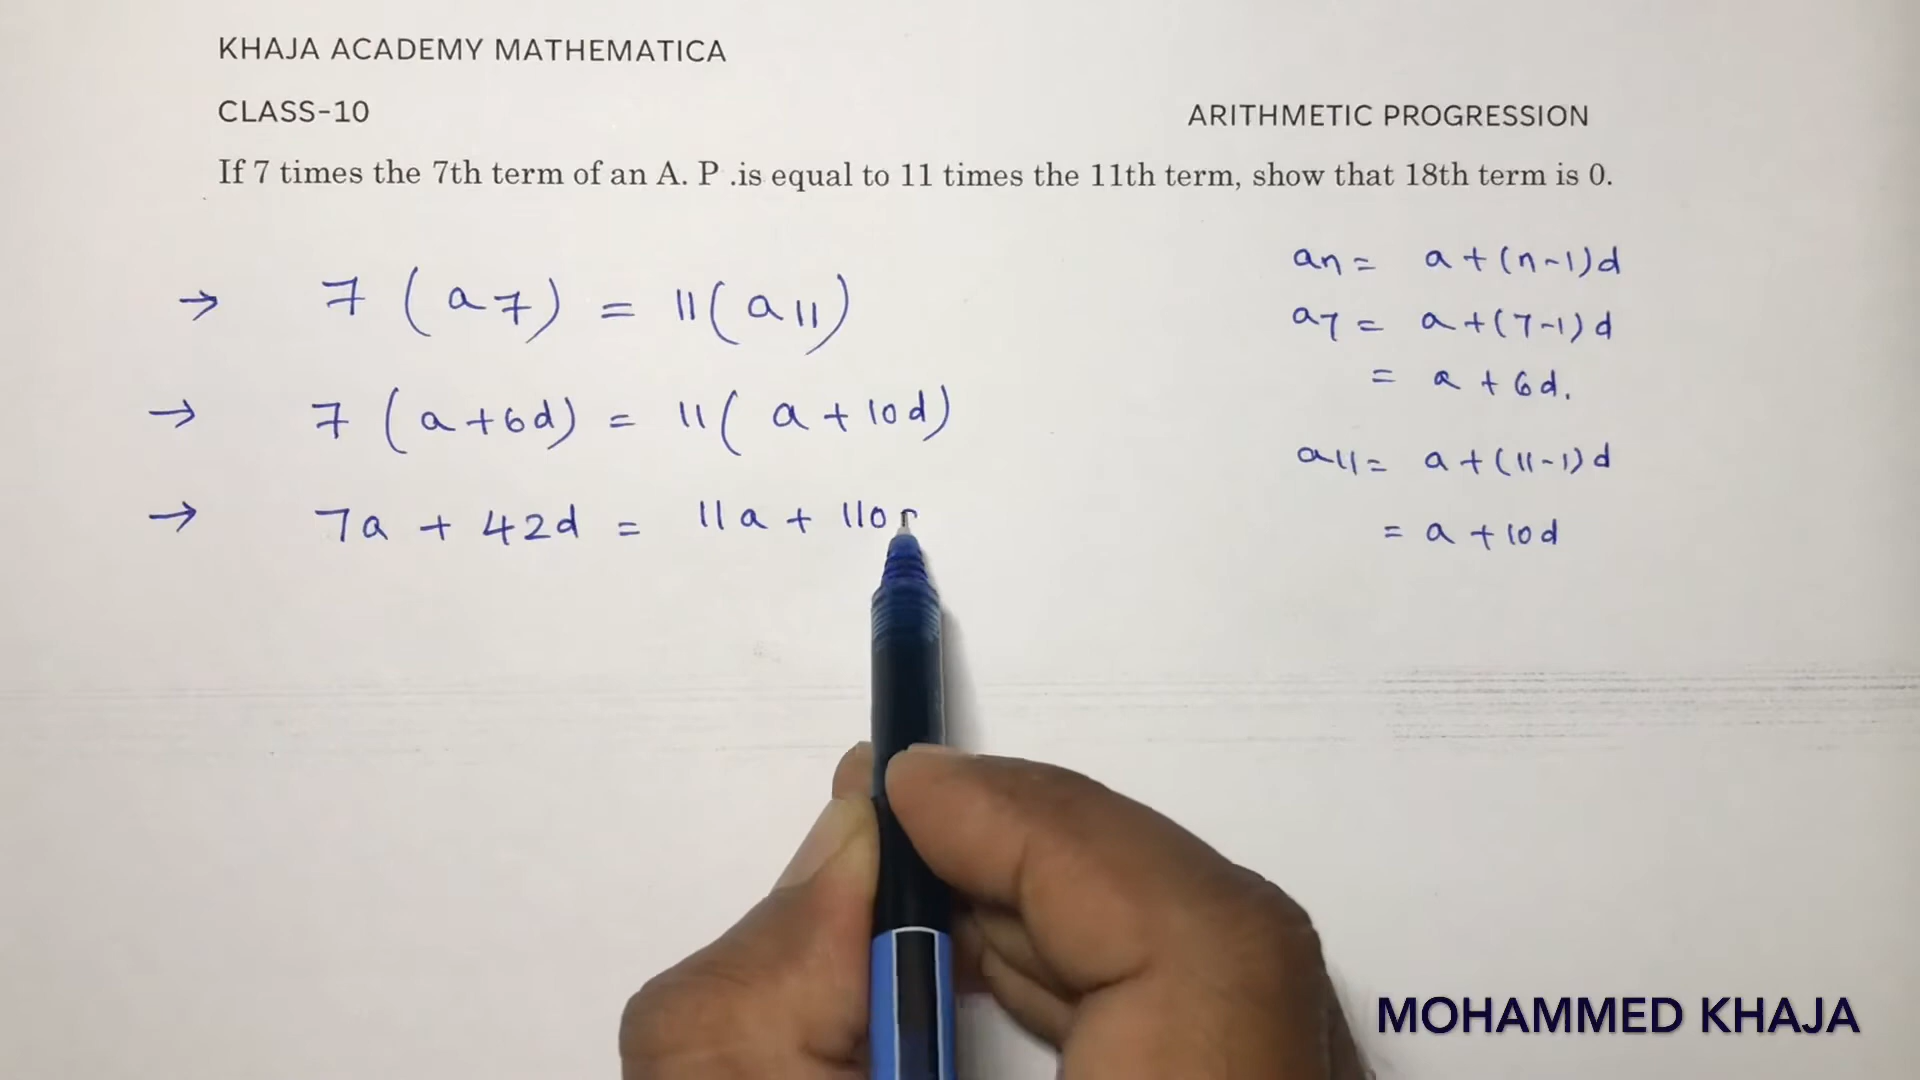 KHAJA ACADEMY MATHEMATICA
CLASS-10
ARITHMETIC PROGRESSION
If 7 times the 7th term of an A. P .is equal to 11 times the 11th term, show that 18th term is 0.
→ 7 (a7) = 11(a11)
→ 7 (a+6d) = 11( a+10d)
→ 7a + 42d = 11a + 110
an = a+(n-1)d
a7 = a+(7-1)d
= a + 6d.
a11 = a+(11-1)d
= a + 10d
MOHAMMED KHAJA